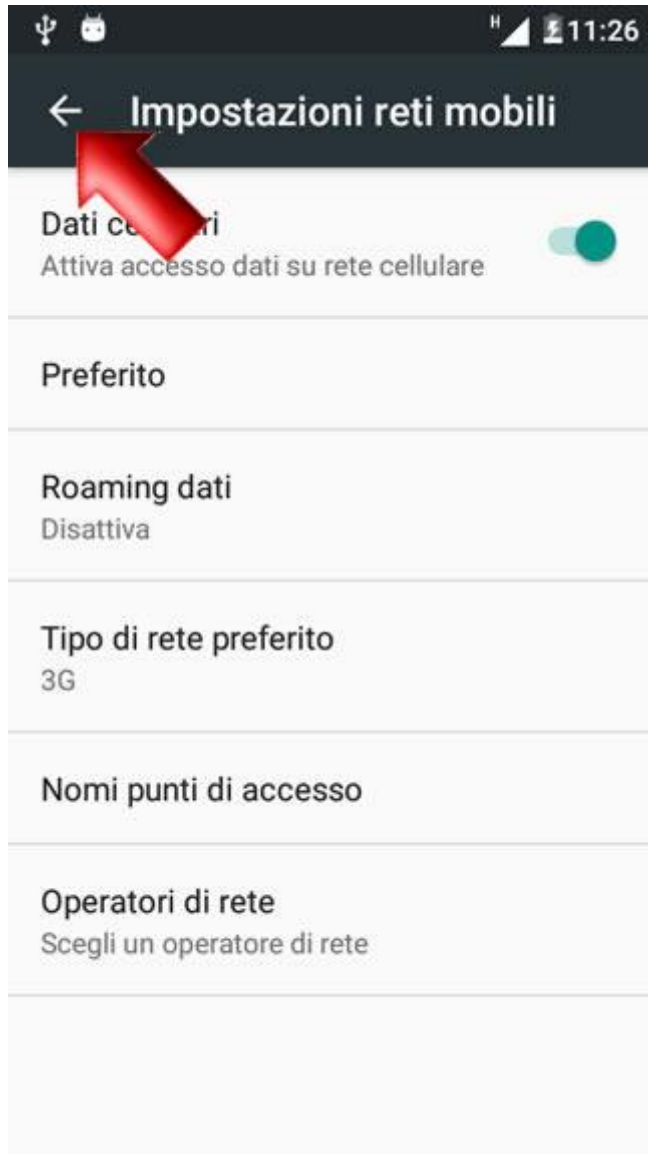 H 11:26
Impostazioni reti mobili
Dati
Attiva accesso dati su rete cellulare
Preferito
Roaming dati
Disattiva
Tipo di rete preferito
3G
Nomi punti di accesso
Operatori di rete
Scegli un operatore di rete